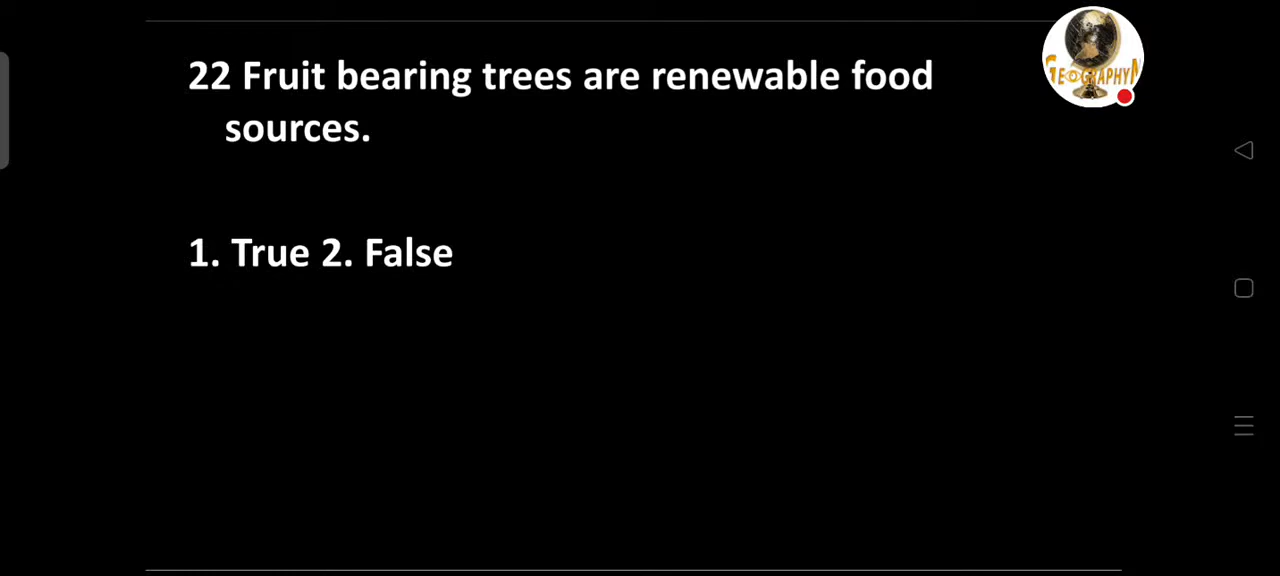 22 Fruit bearing trees are renewable food
sources.
1. True 2. False
GEOGRAPHY